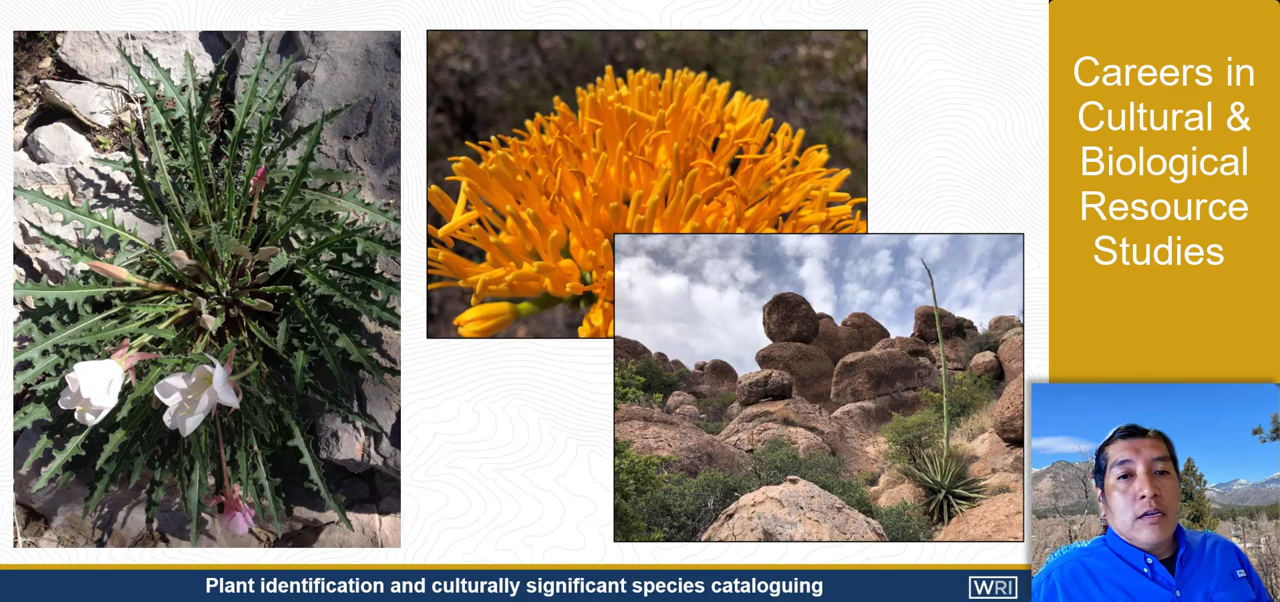 Careers in
Cultural &
Biological
Resource
Studies
Plant identification and culturally significant species cataloguing
WRI